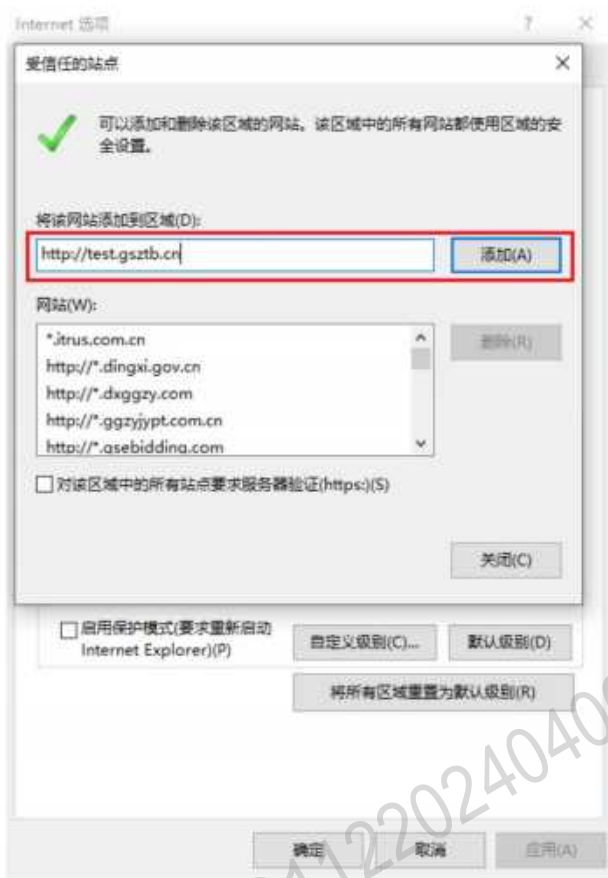 Internet 选项
? ×
受信任的站点
×
可以添加和删除该区域的网站。该区域中的所有网站都使用区域的安
全设置。
将该网站添加到区域(D):
http://test.gsztb.cn
添加(A)
网站(W):
*.itrus.com.cn
http://*.dingxi.gov.cn
http://*.dxggzy.com
http://*.ggzyjypt.com.cn
http://*.gsebidding.com
删除(R)
对该区域中的所有站点要求服务器验证(https:)(S)
关闭(C)
启用保护模式(要求重新启动
Internet Explorer)(P)
自定义级别(C)...
默认级别(D)
将所有区域重置为默认级别(R)
确定
取消
应用(A)